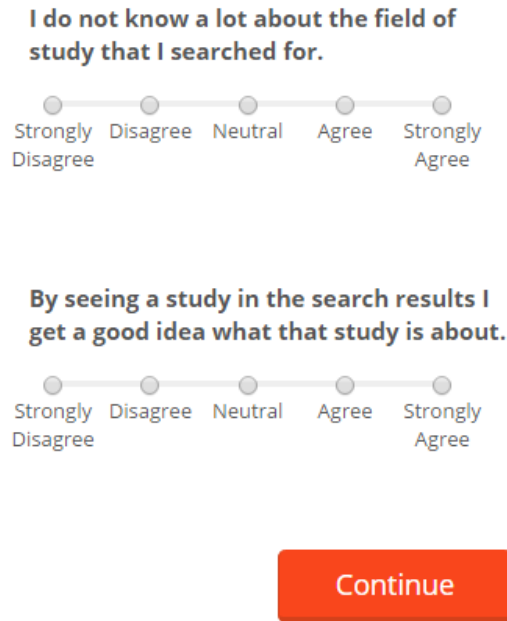 I do not know a lot about the field of
study that I searched for.
Strongly Disagree Neutral Agree Strongly
Disagree Agree
By seeing a study in the search results I
get a good idea what that study is about.
Strongly Disagree Neutral Agree Strongly
Disagree Agree
Continue